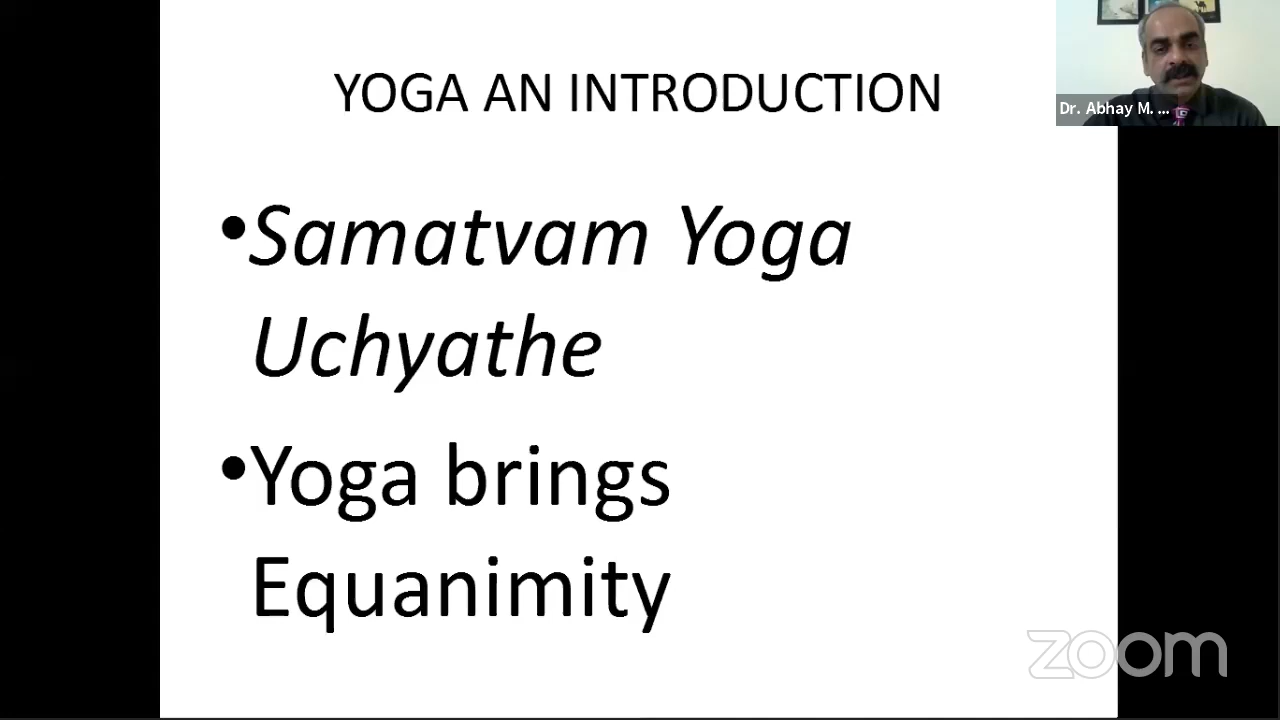 YOGA AN INTRODUCTION
Dr. Abhay M. ...
•Samatvam Yoga
Uchyathe
•Yoga brings
Equanimity
zoom